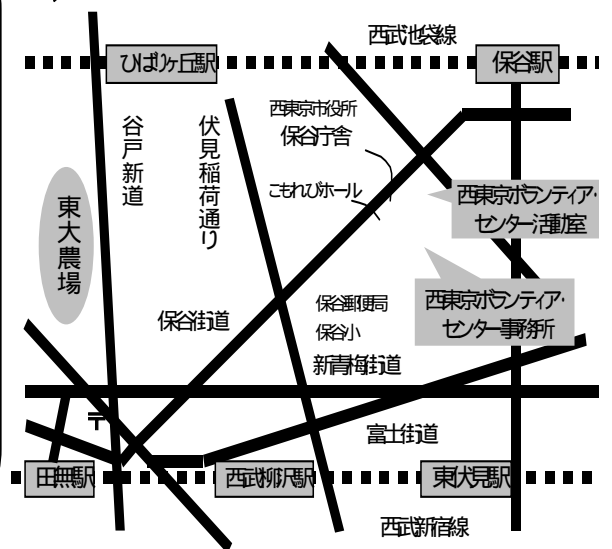 西武池袋線
ひばりヶ丘駅
保谷駅
西東京市役所
保谷庁舎
こもれびホール
谷戸新道
伏見稲荷通り
東大農場
西東京ボランティア・
センター活動室
西東京ボランティア・
センター事務所
保谷街道
保谷郵便局
保谷小
新青梅街道
〒
富士街道
田無駅
西武柳沢駅
東伏見駅
西武新宿線